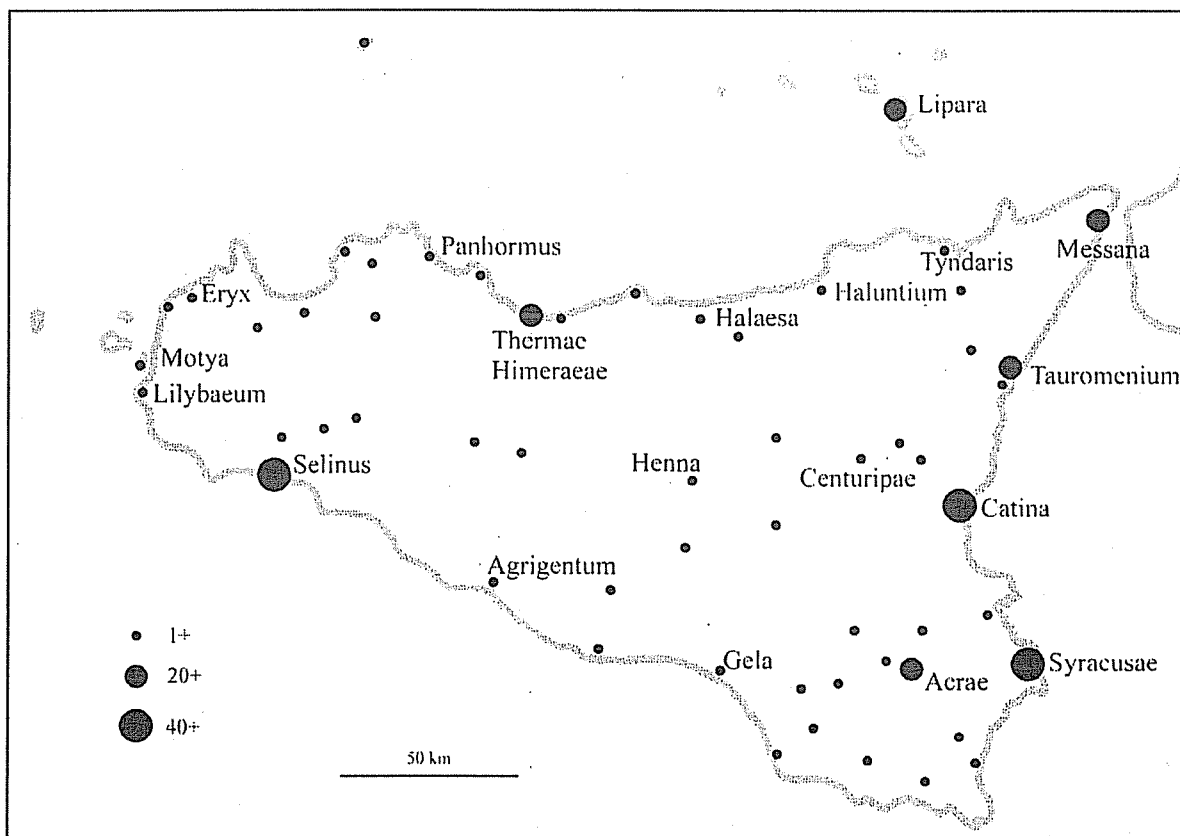 Lipara
Messana
Panhormus
Tyndaris
Eryx
Haluntium
Halaesa
Thermae
Himeraeae
Motya
Tauromenium
Lilybaeum
Selinus
Henna
Centuripae
Catina
Agrigentum
1+
Gela
Syracusae
20+
Acrae
40+
50 km